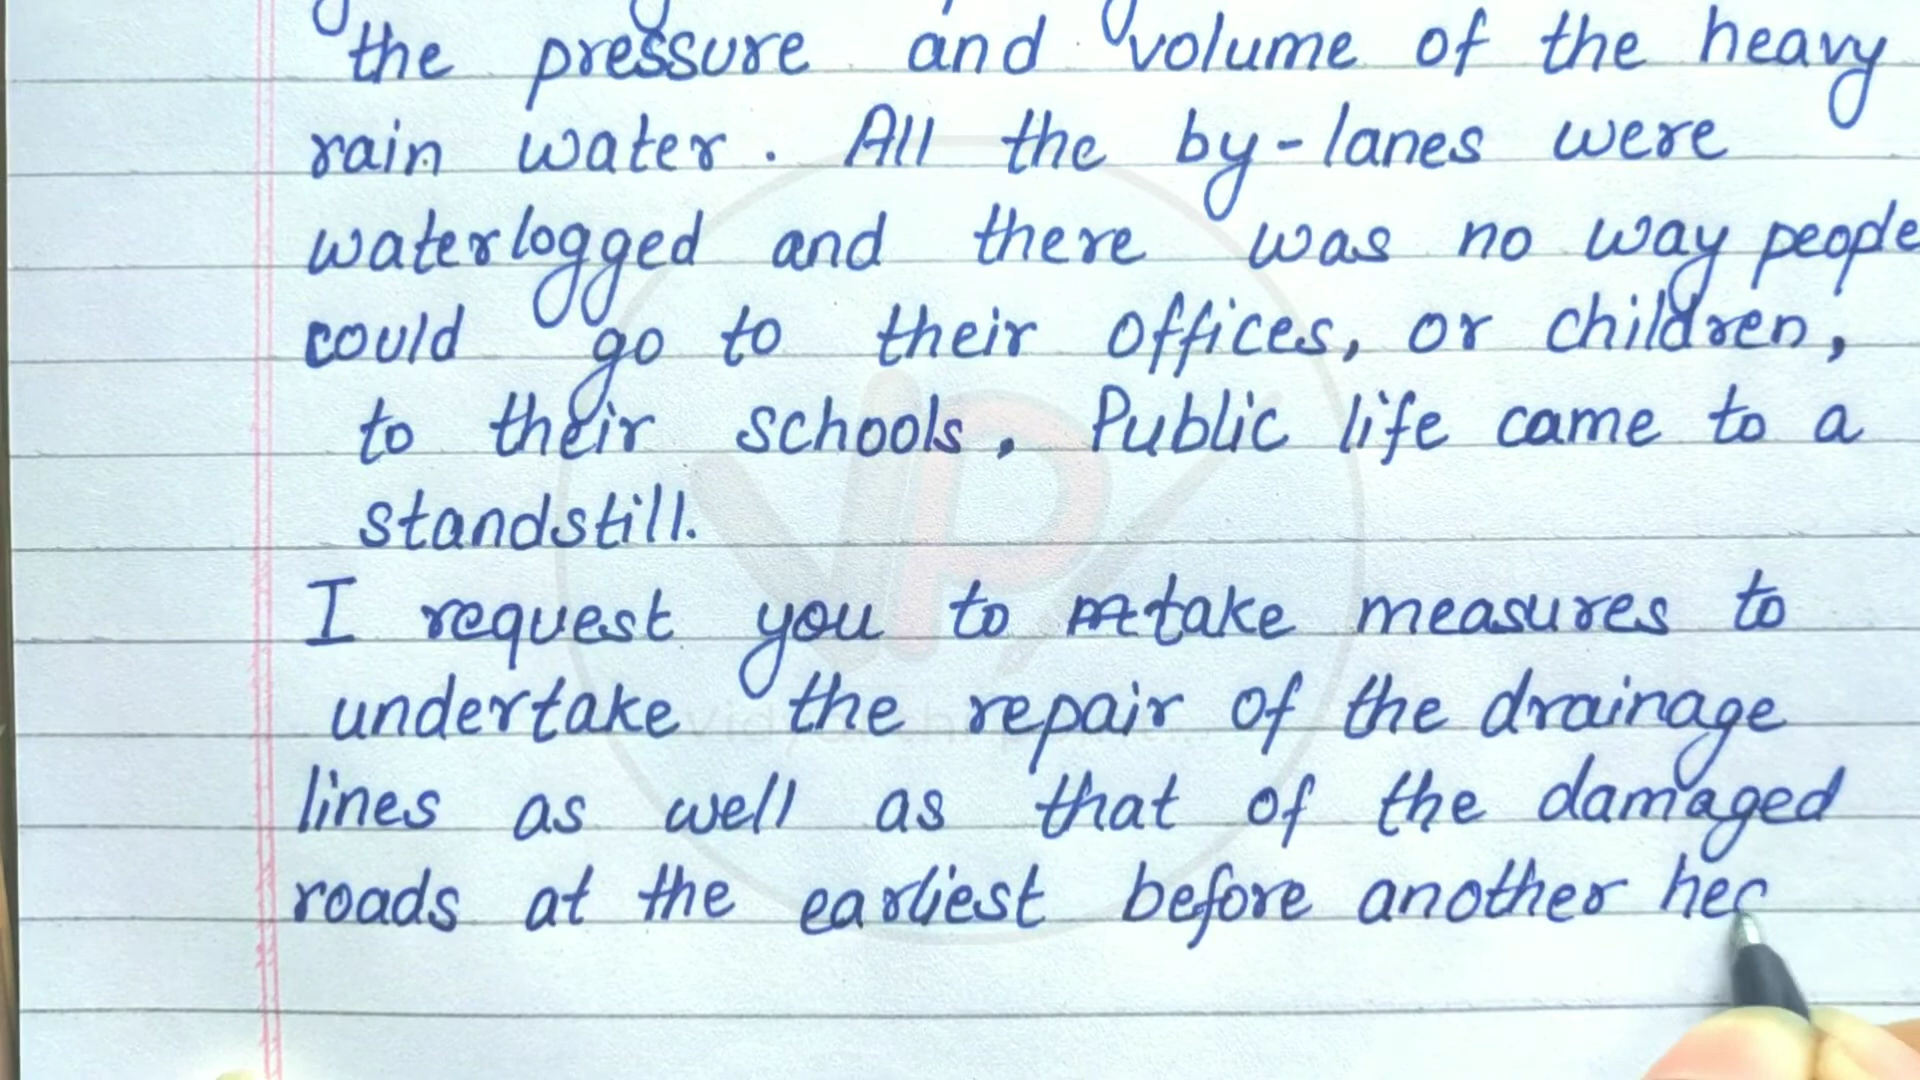 the pressure and volume of the heavy
rain water. All the by-lanes were
waterlogged and there was no way people
could go to their offices, or children,
to their schools. Public life came to a
standstill.
I request you to take measures to
undertake the repair of the drainage
lines as well as that of the damaged
roads at the earliest before another